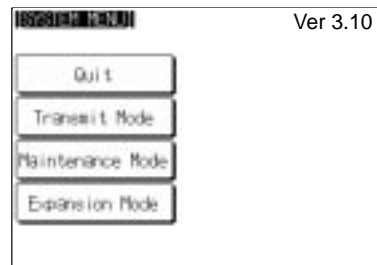 [SYSTEM MENU]
Ver 3.10
Quit
Transmit Mode
Maintenance Mode
Expansion Mode